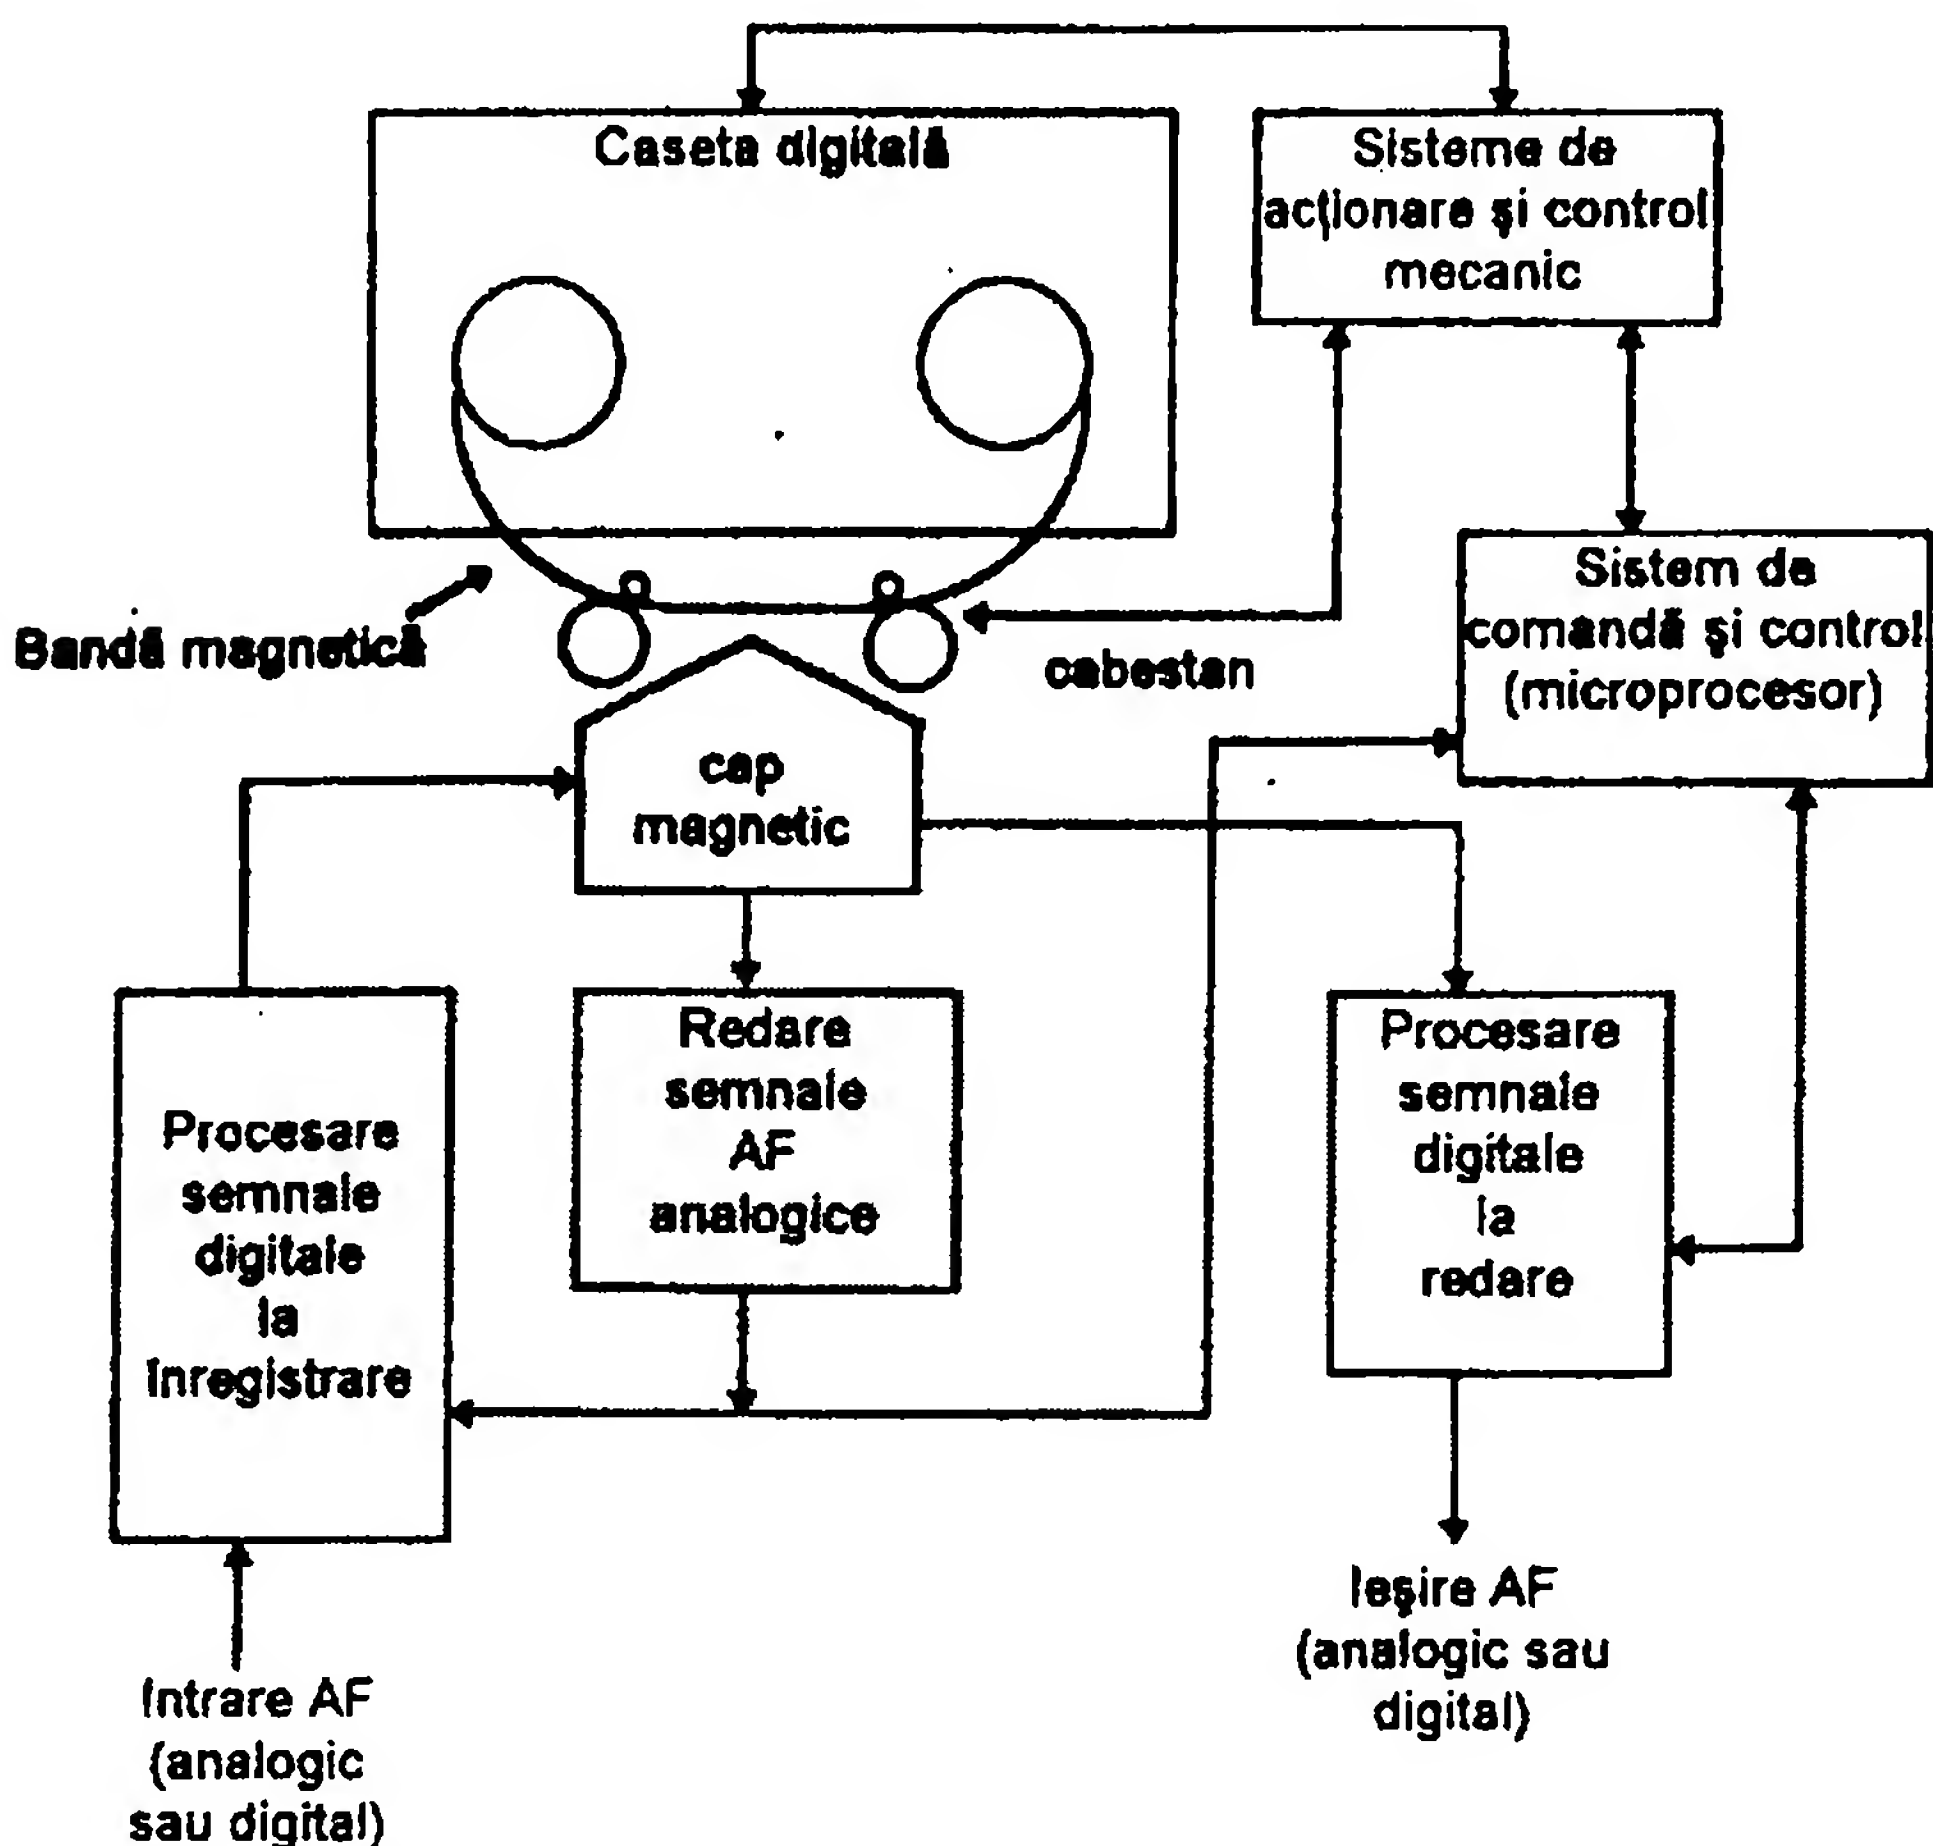 Caseta digitală
Sisteme de
acționare și control
mecanic
Bandă magnetică
cabestan
Sistem de
comandă și control
(microprocesor)
cap
magnetic
Procesare
semnale
digitale
la
înregistrare
Redare
semnale
AF
analogice
Procesare
semnale
digitale
la
redare
Intrare AF
(analogic
sau digital)
Ieșire AF
(analogic sau
digital)